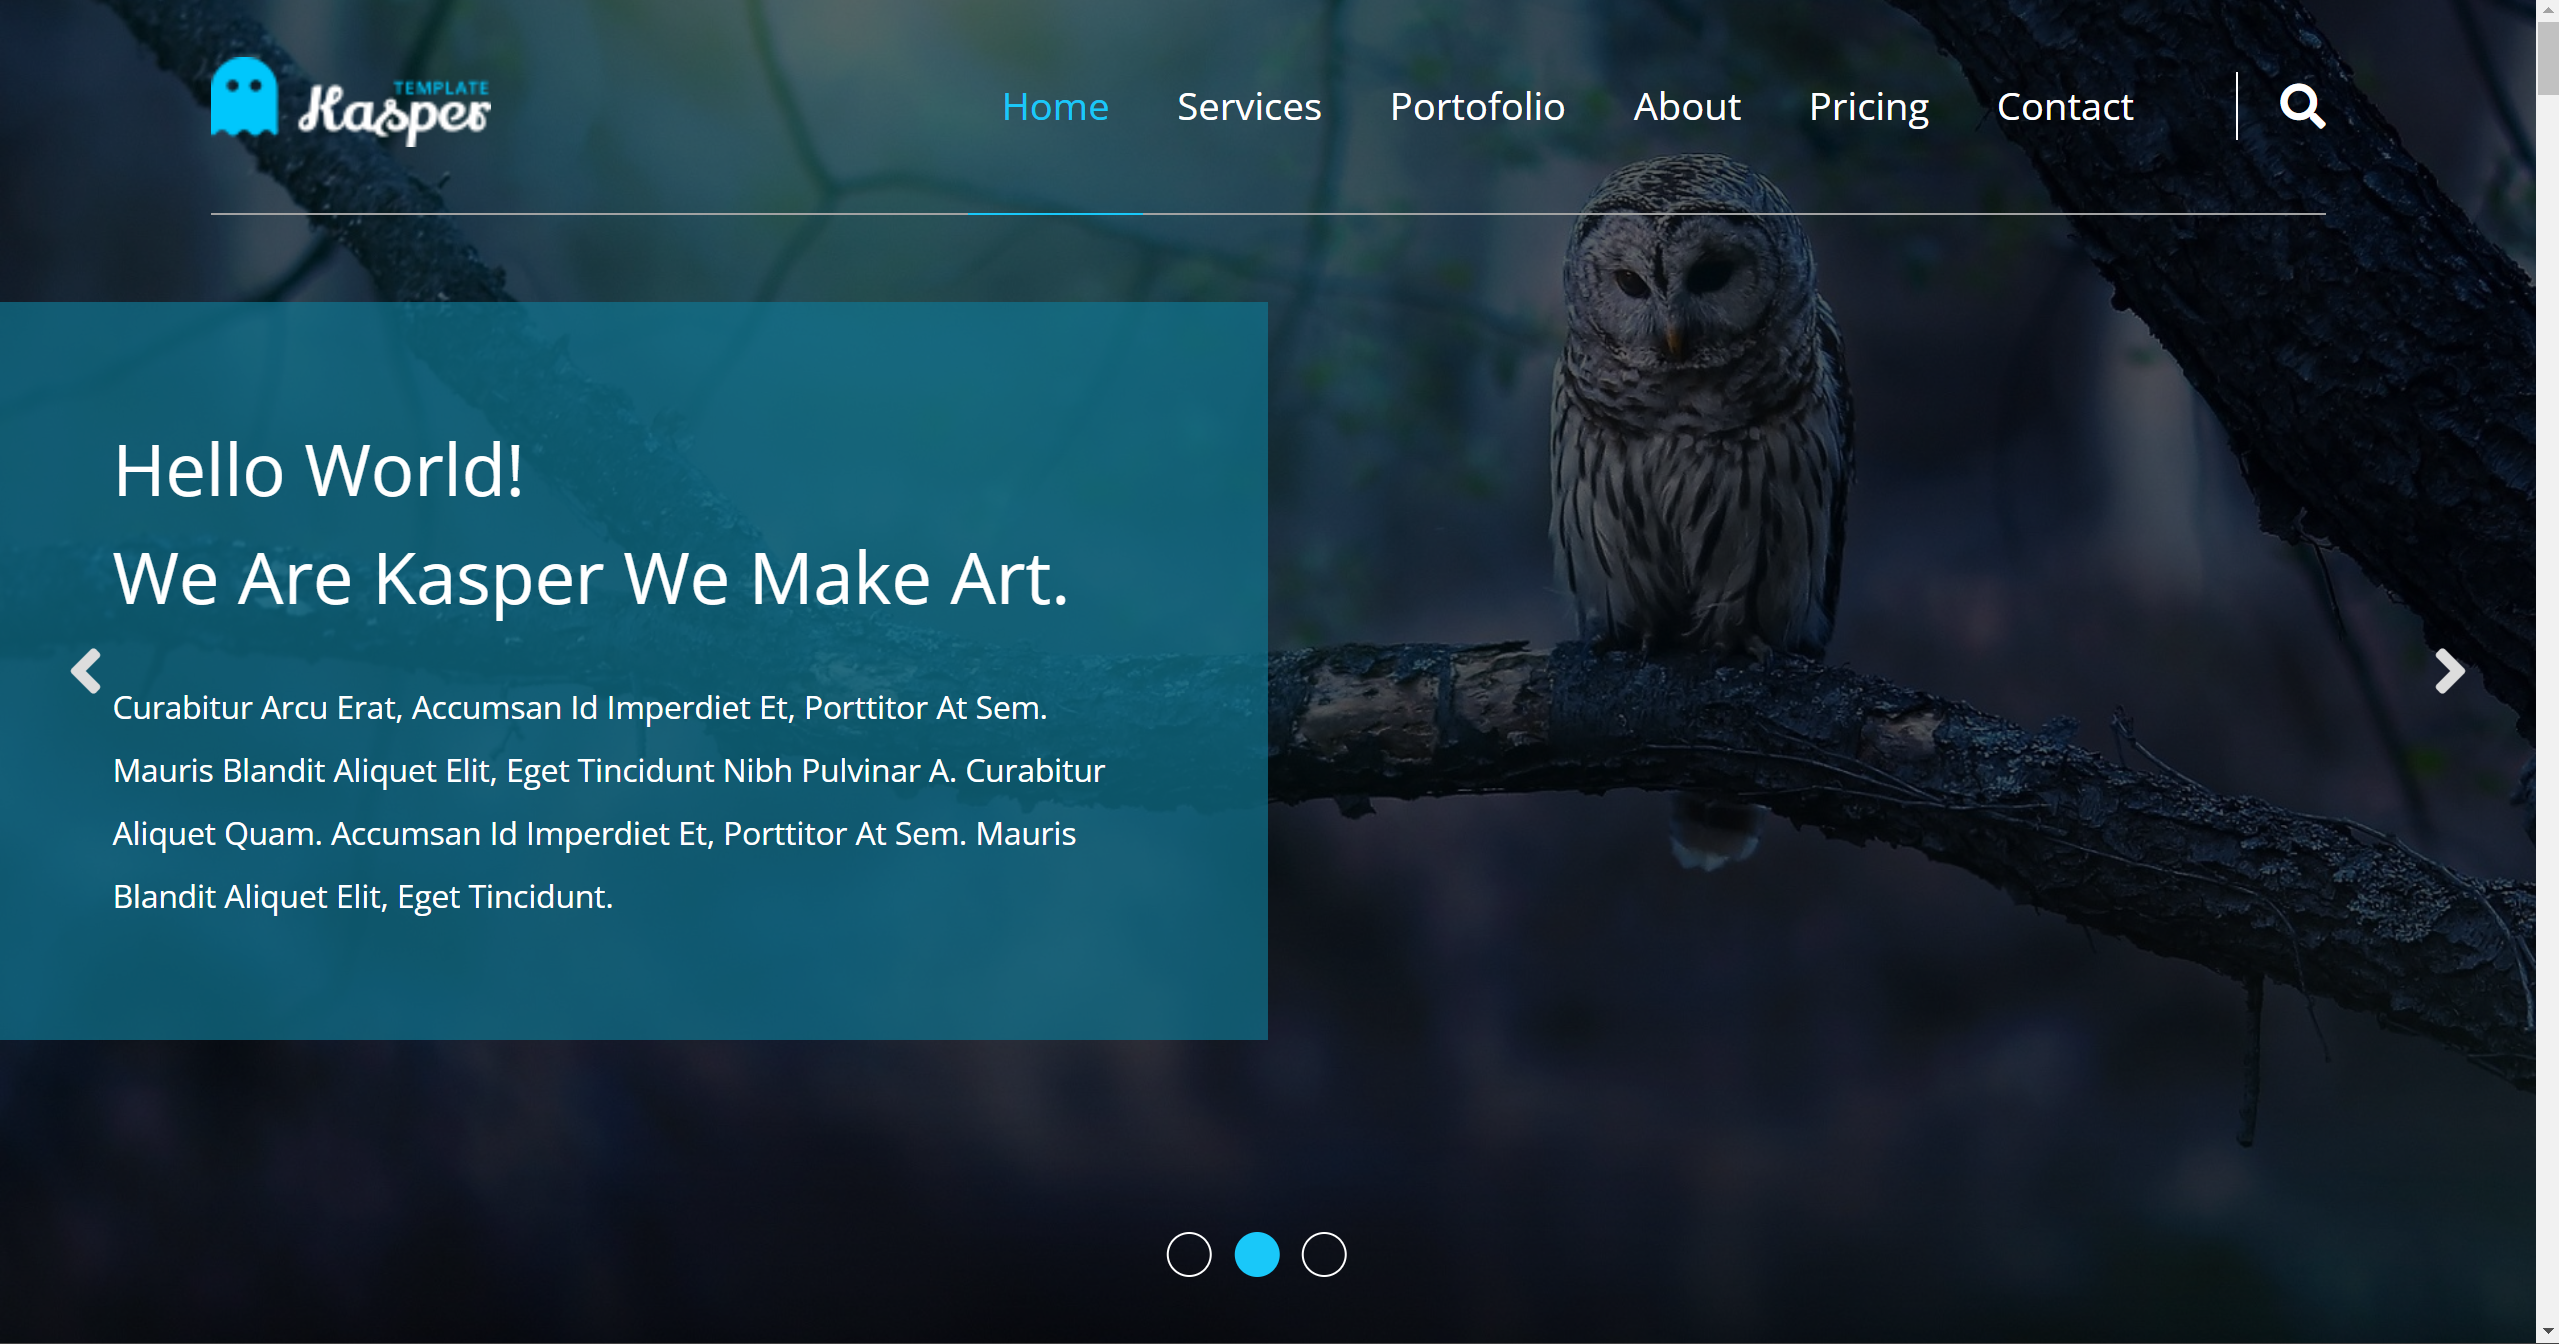 TEMPLATE
Kasper
Home Services Portofolio About Pricing Contact
Hello World!
We Are Kasper We Make Art.
Curabitur Arcu Erat, Accumsan Id Imperdiet Et, Porttitor At Sem.
Mauris Blandit Aliquet Elit, Eget Tincidunt Nibh Pulvinar A. Curabitur
Aliquet Quam. Accumsan Id Imperdiet Et, Porttitor At Sem. Mauris
Blandit Aliquet Elit, Eget Tincidunt.